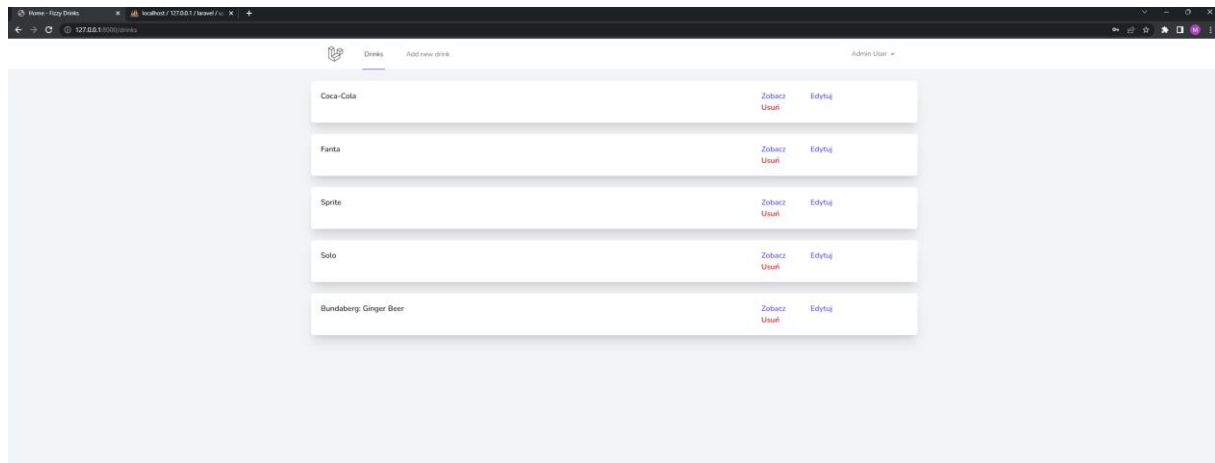 Home - Fizzy Drinks
localhost / 127.0.0.1 / laravel /
127.0.0.1:8000/drinks
M
Drinks Add new drink Admin User
Coca-Cola Zobacz Edytuj
Usuń
Fanta Zobacz Edytuj
Usuń
Sprite Zobacz Edytuj
Usuń
Solo Zobacz Edytuj
Usuń
Bundaberg: Ginger Beer Zobacz Edytuj
Usuń